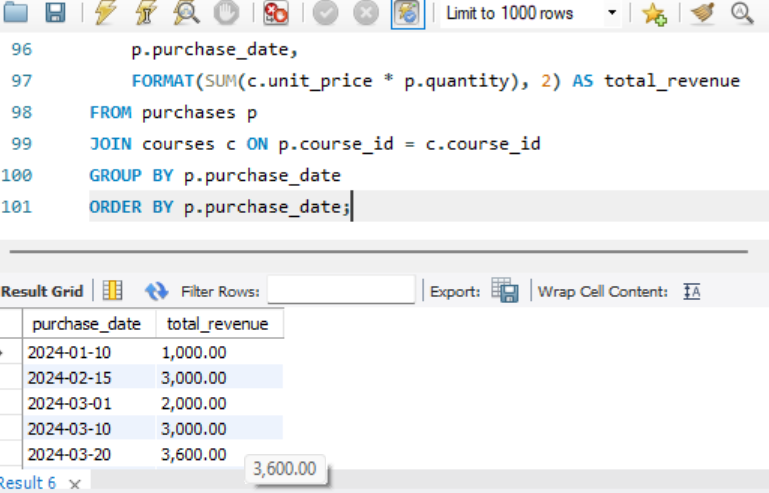 Limit to 1000 rows
96 p.purchase_date,
97 FORMAT(SUM(c.unit_price * p.quantity), 2) AS total_revenue
98 FROM purchases p
99 JOIN courses c ON p.course_id = c.course_id
100 GROUP BY p.purchase_date
101 ORDER BY p.purchase_date;
Result Grid Filter Rows: Export: Wrap Cell Content: IA
purchase_date total_revenue
2024-01-10 1,000.00
2024-02-15 3,000.00
2024-03-01 2,000.00
2024-03-10 3,000.00
2024-03-20 3,600.00
3,600.00
Result 6 ×